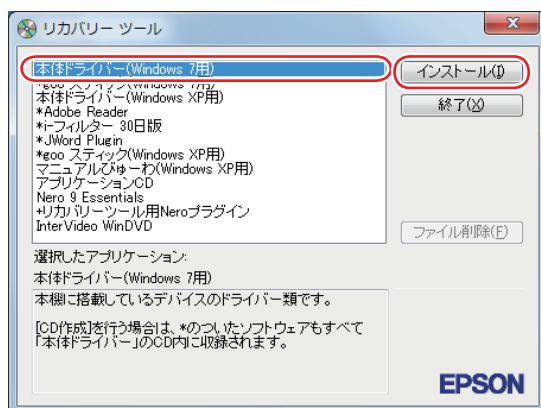 リカバリー ツール
本体ドライバー(Windows 7用)
インストール(I)
*goo スティック(Windows 7用)
本体ドライバー(Windows XP用)
終了(X)
*Adobe Reader
*i-フィルター 30日版
*JWord Plugin
*goo スティック(Windows XP用)
マニュアルびゅーわ(Windows XP用)
アプリケーションCD
Nero 9 Essentials
+リカバリーツール用Neroプラグイン
InterVideo WinDVD
ファイル削除(F)
選択したアプリケーション:
本体ドライバー(Windows 7用)
本機に搭載しているデバイスのドライバー類です。
[CD作成]を行う場合は、*のついたソフトウェアもすべて
「本体ドライバー」のCD内に収録されます。
EPSON